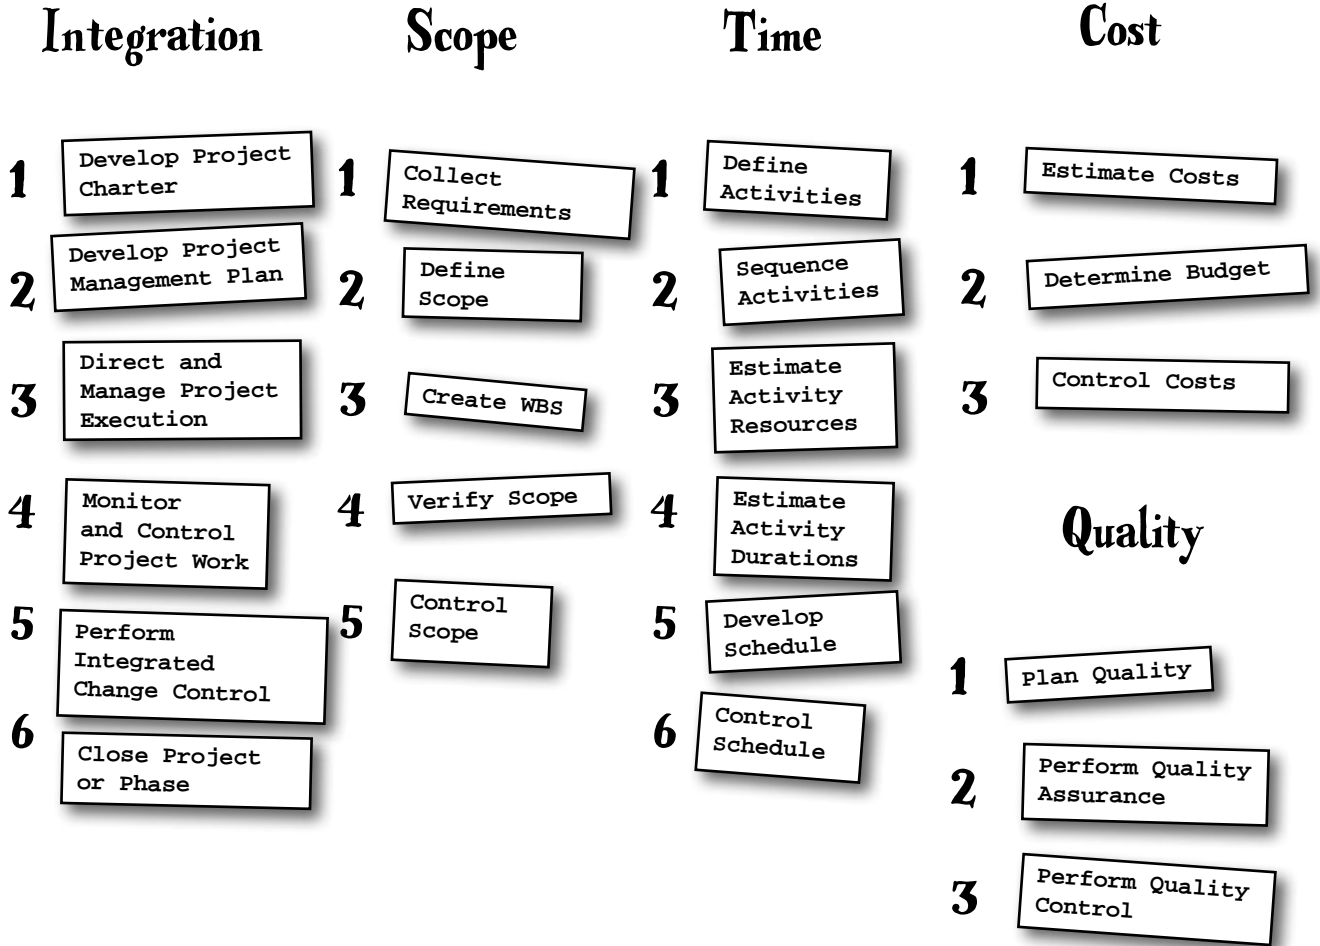 Integration
1
Develop Project
Charter
2
Develop Project
Management Plan
3
Direct and
Manage Project
Execution
4
Monitor
and Control
Project Work
5
Perform
Integrated
Change Control
6
Close Project
or Phase
Scope
1
Collect
Requirements
2
Define
Scope
3
Create WBS
4
Verify Scope
5
Control
Scope
Time
1
Define
Activities
2
Sequence
Activities
3
Estimate
Activity
Resources
4
Estimate
Activity
Durations
5
Develop
Schedule
6
Control
Schedule
Cost
1
Estimate Costs
2
Determine Budget
3
Control Costs
Quality
1
Plan Quality
2
Perform Quality
Assurance
3
Perform Quality
Control